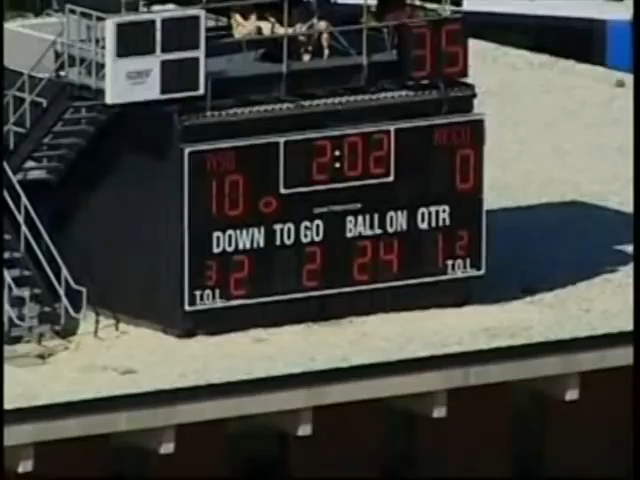 35
2:02
10 0
DOWN TO GO BALL ON QTR
3 2 2 24 1 2
T.O.L. T.O.L.